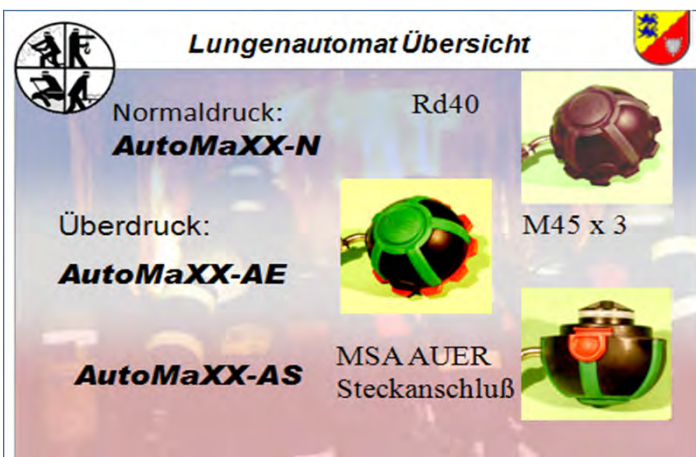 Lungenautomat Übersicht
Normaldruck: Rd40
AutoMaXX-N
Überdruck: M45 x 3
AutoMaXX-AE
MSA AUER
AutoMaXX-AS Steckanschluß